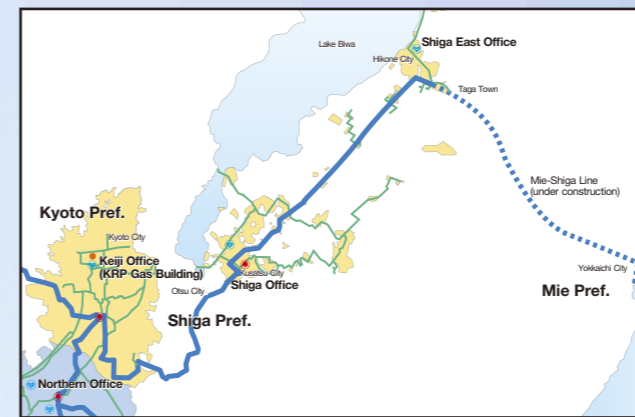 Lake Biwa
Shiga East Office
Hikone City
Taga Town
Mie-Shiga Line
(under construction)
Kyoto Pref.
Kyoto City
Keiji Office
(KRP Gas Building)
Kusatsu City
Shiga Office
Otsu City
Yokkaichi City
Mie Pref.
Shiga Pref.
Northern Office